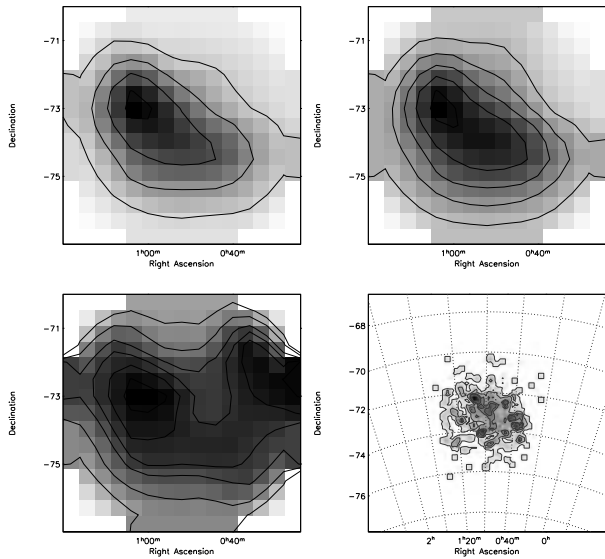 −71
−73
−75
Declination
1ʰ00ᵐ
0ʰ40ᵐ
Right Ascension
−71
−73
−75
Declination
1ʰ00ᵐ
0ʰ40ᵐ
Right Ascension
−71
−73
−75
Declination
1ʰ00ᵐ
0ʰ40ᵐ
Right Ascension
−68
−70
−72
−74
−76
Declination
2ʰ
1ʰ20ᵐ
0ʰ40ᵐ
0ʰ
Right Ascension